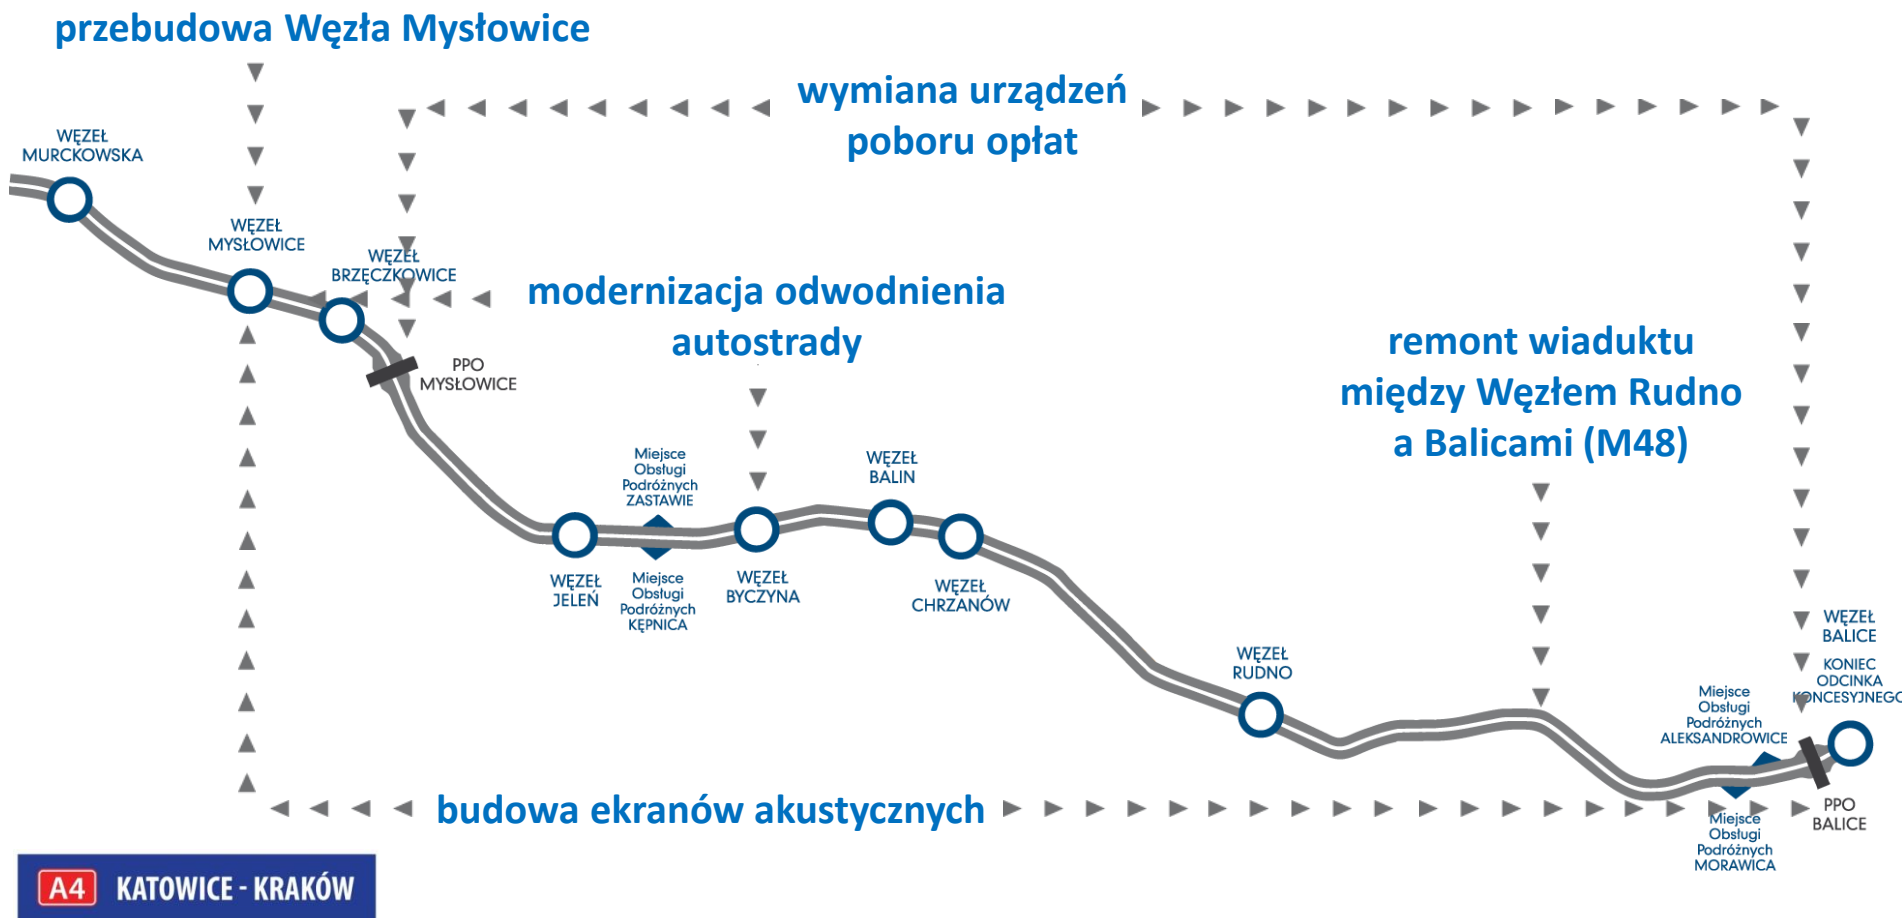 przebudowa Węzła Mysłowice
wymiana urządzeń
poboru opłat
WĘZEŁ
MURCKOWSKA
WĘZEŁ
MYSŁOWICE
WĘZEŁ
BRZĘCZKOWICE
modernizacja odwodnienia
autostrady
PPO
MYSŁOWICE
remont wiaduktu
między Węzłem Rudno
a Balicami (M48)
Miejsce
Obsługi
Podróżnych
ZASTAWIE
WĘZEŁ
BALIN
WĘZEŁ
JELEŃ
Miejsce
Obsługi
Podróżnych
KĘPNICA
WĘZEŁ
BYCZYNA
WĘZEŁ
CHRZANÓW
WĘZEŁ
RUDNO
WĘZEŁ
BALICE
KONIEC
ODCINKA
KONCESYJNEGO
Miejsce
Obsługi
Podróżnych
ALEKSANDROWICE
budowa ekranów akustycznych
PPO
BALICE
Miejsce
Obsługi
Podróżnych
MORAWICA
A4 KATOWICE - KRAKÓW